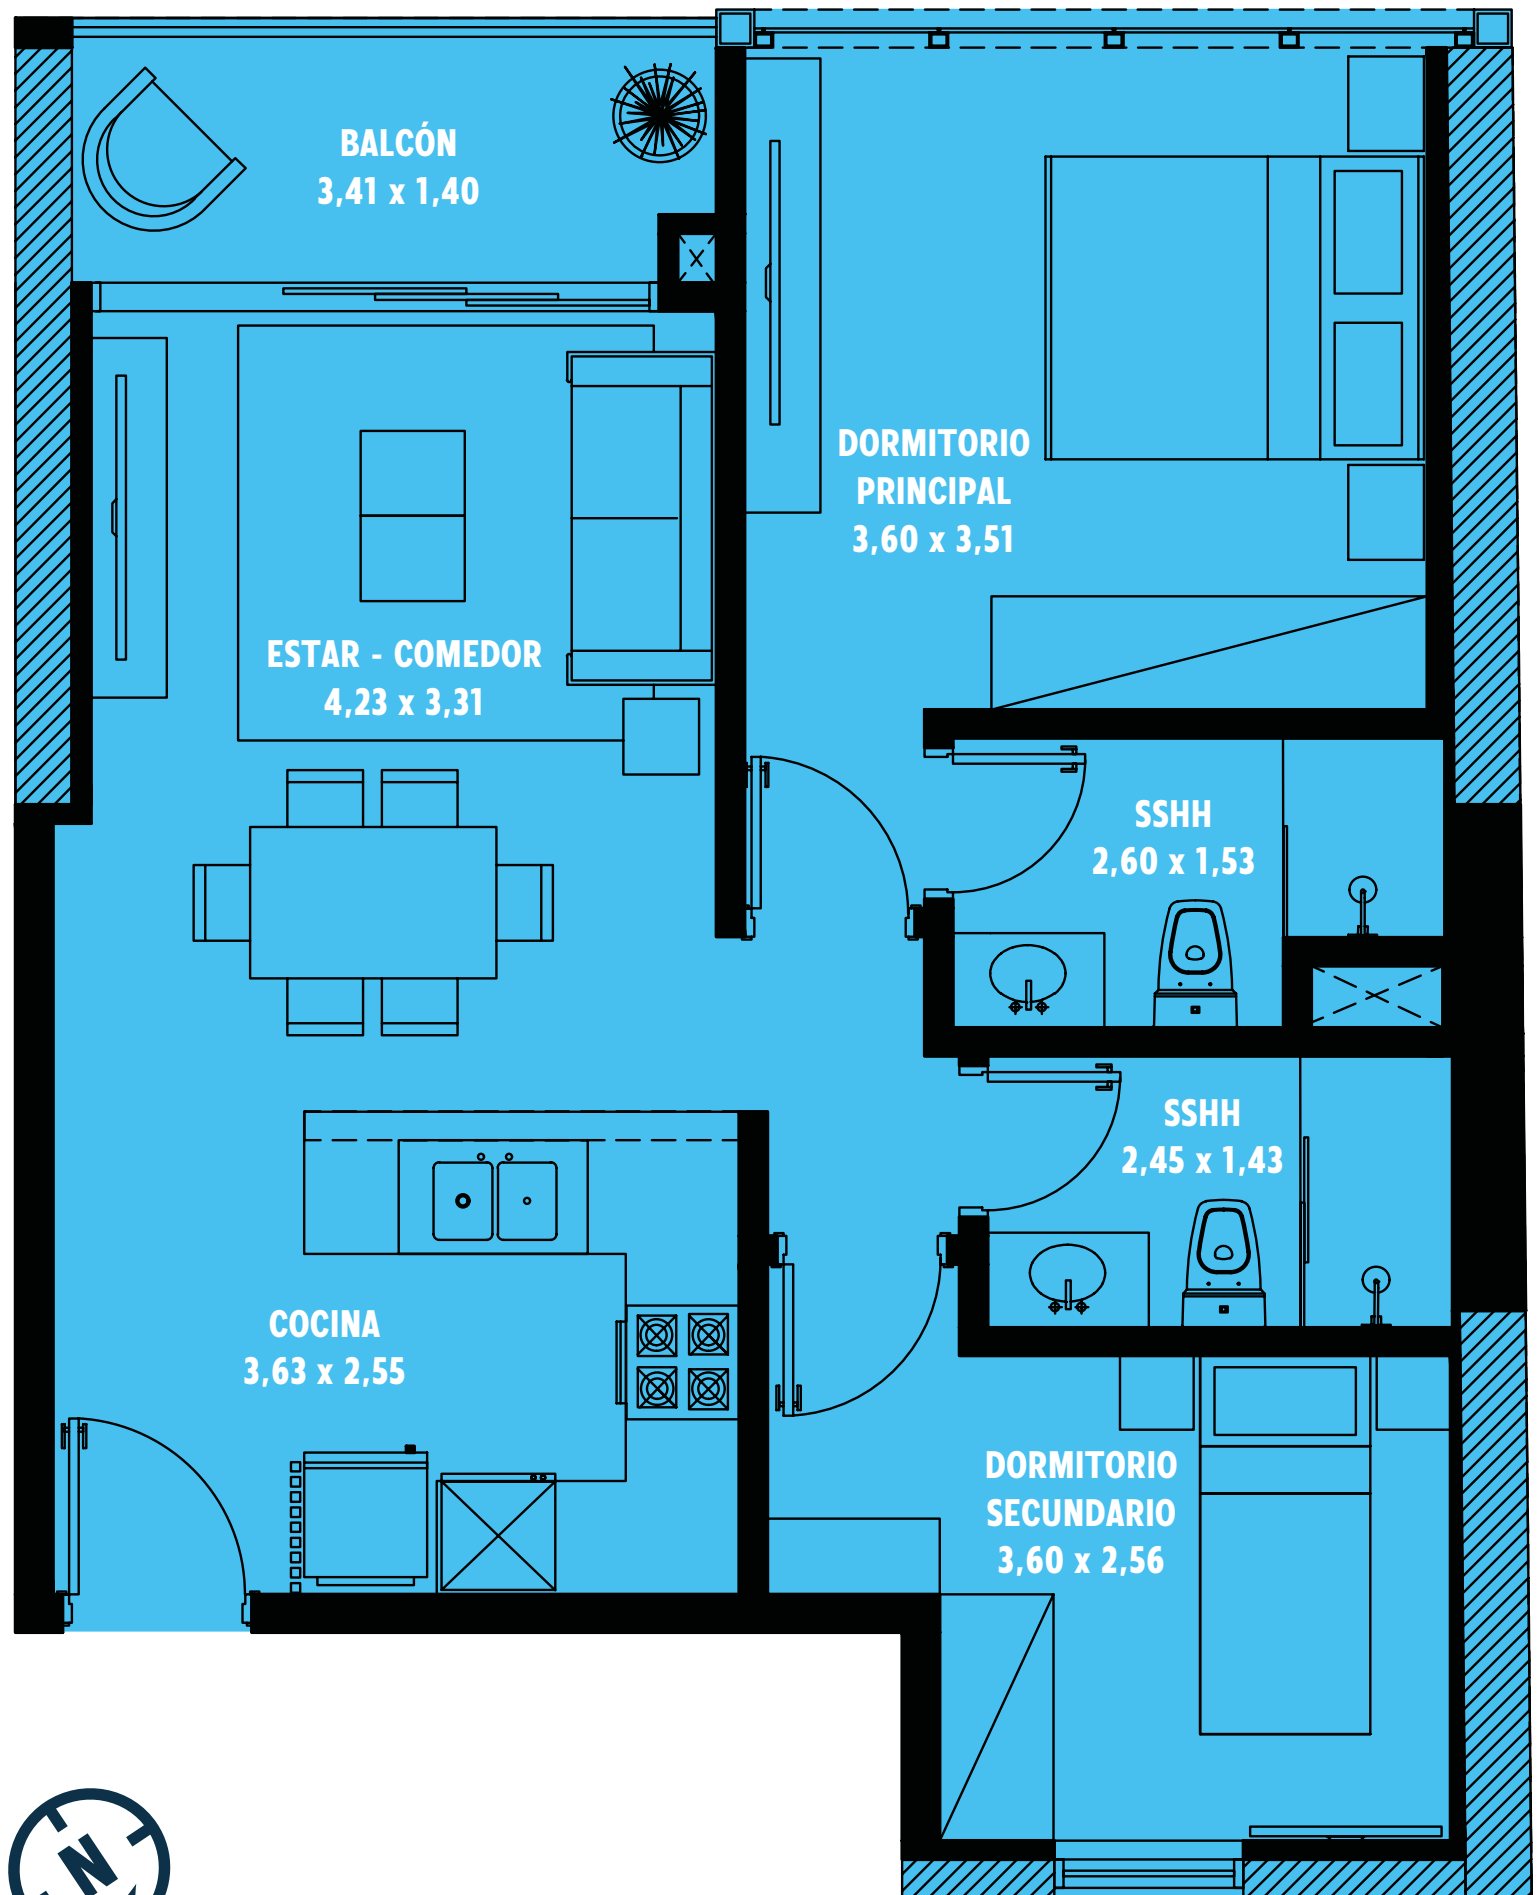 BALCÓN
3,41 x 1,40
DORMITORIO
PRINCIPAL
3,60 x 3,51
ESTAR - COMEDOR
4,23 x 3,31
SSHH
2,60 x 1,53
SSHH
2,45 x 1,43
COCINA
3,63 x 2,55
DORMITORIO
SECUNDARIO
3,60 x 2,56
N